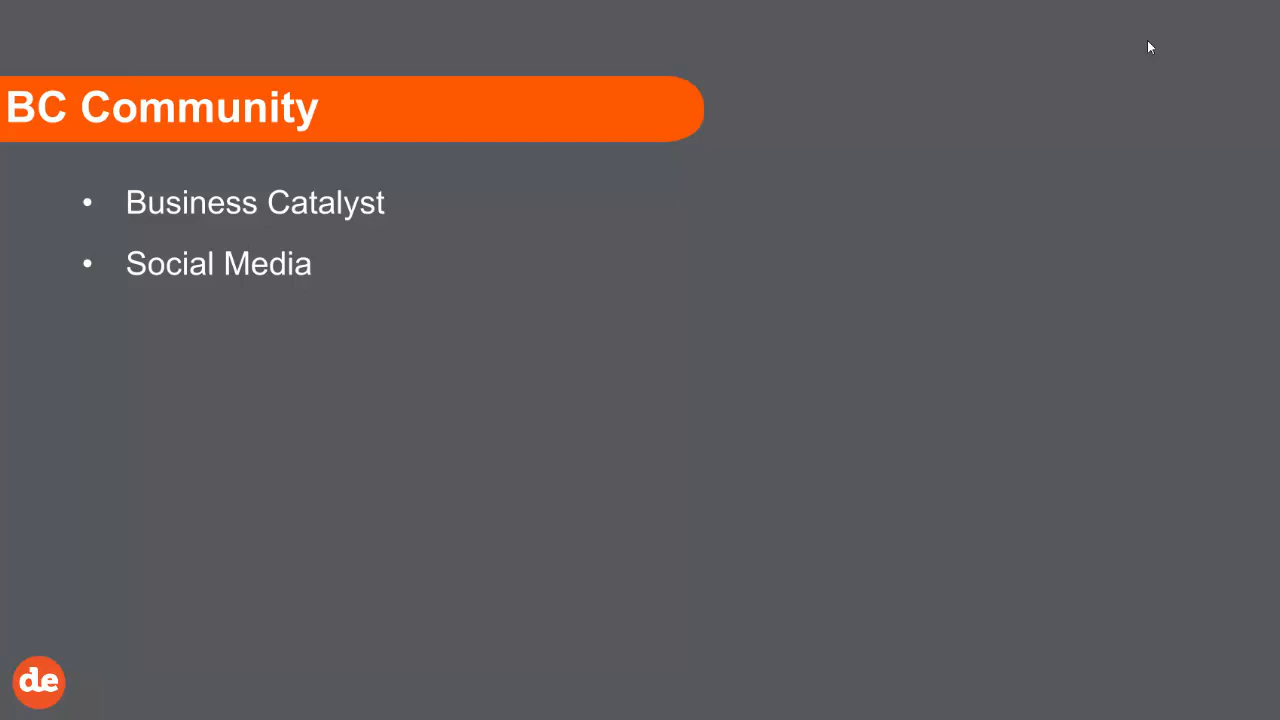 BC Community
• Business Catalyst
• Social Media
de